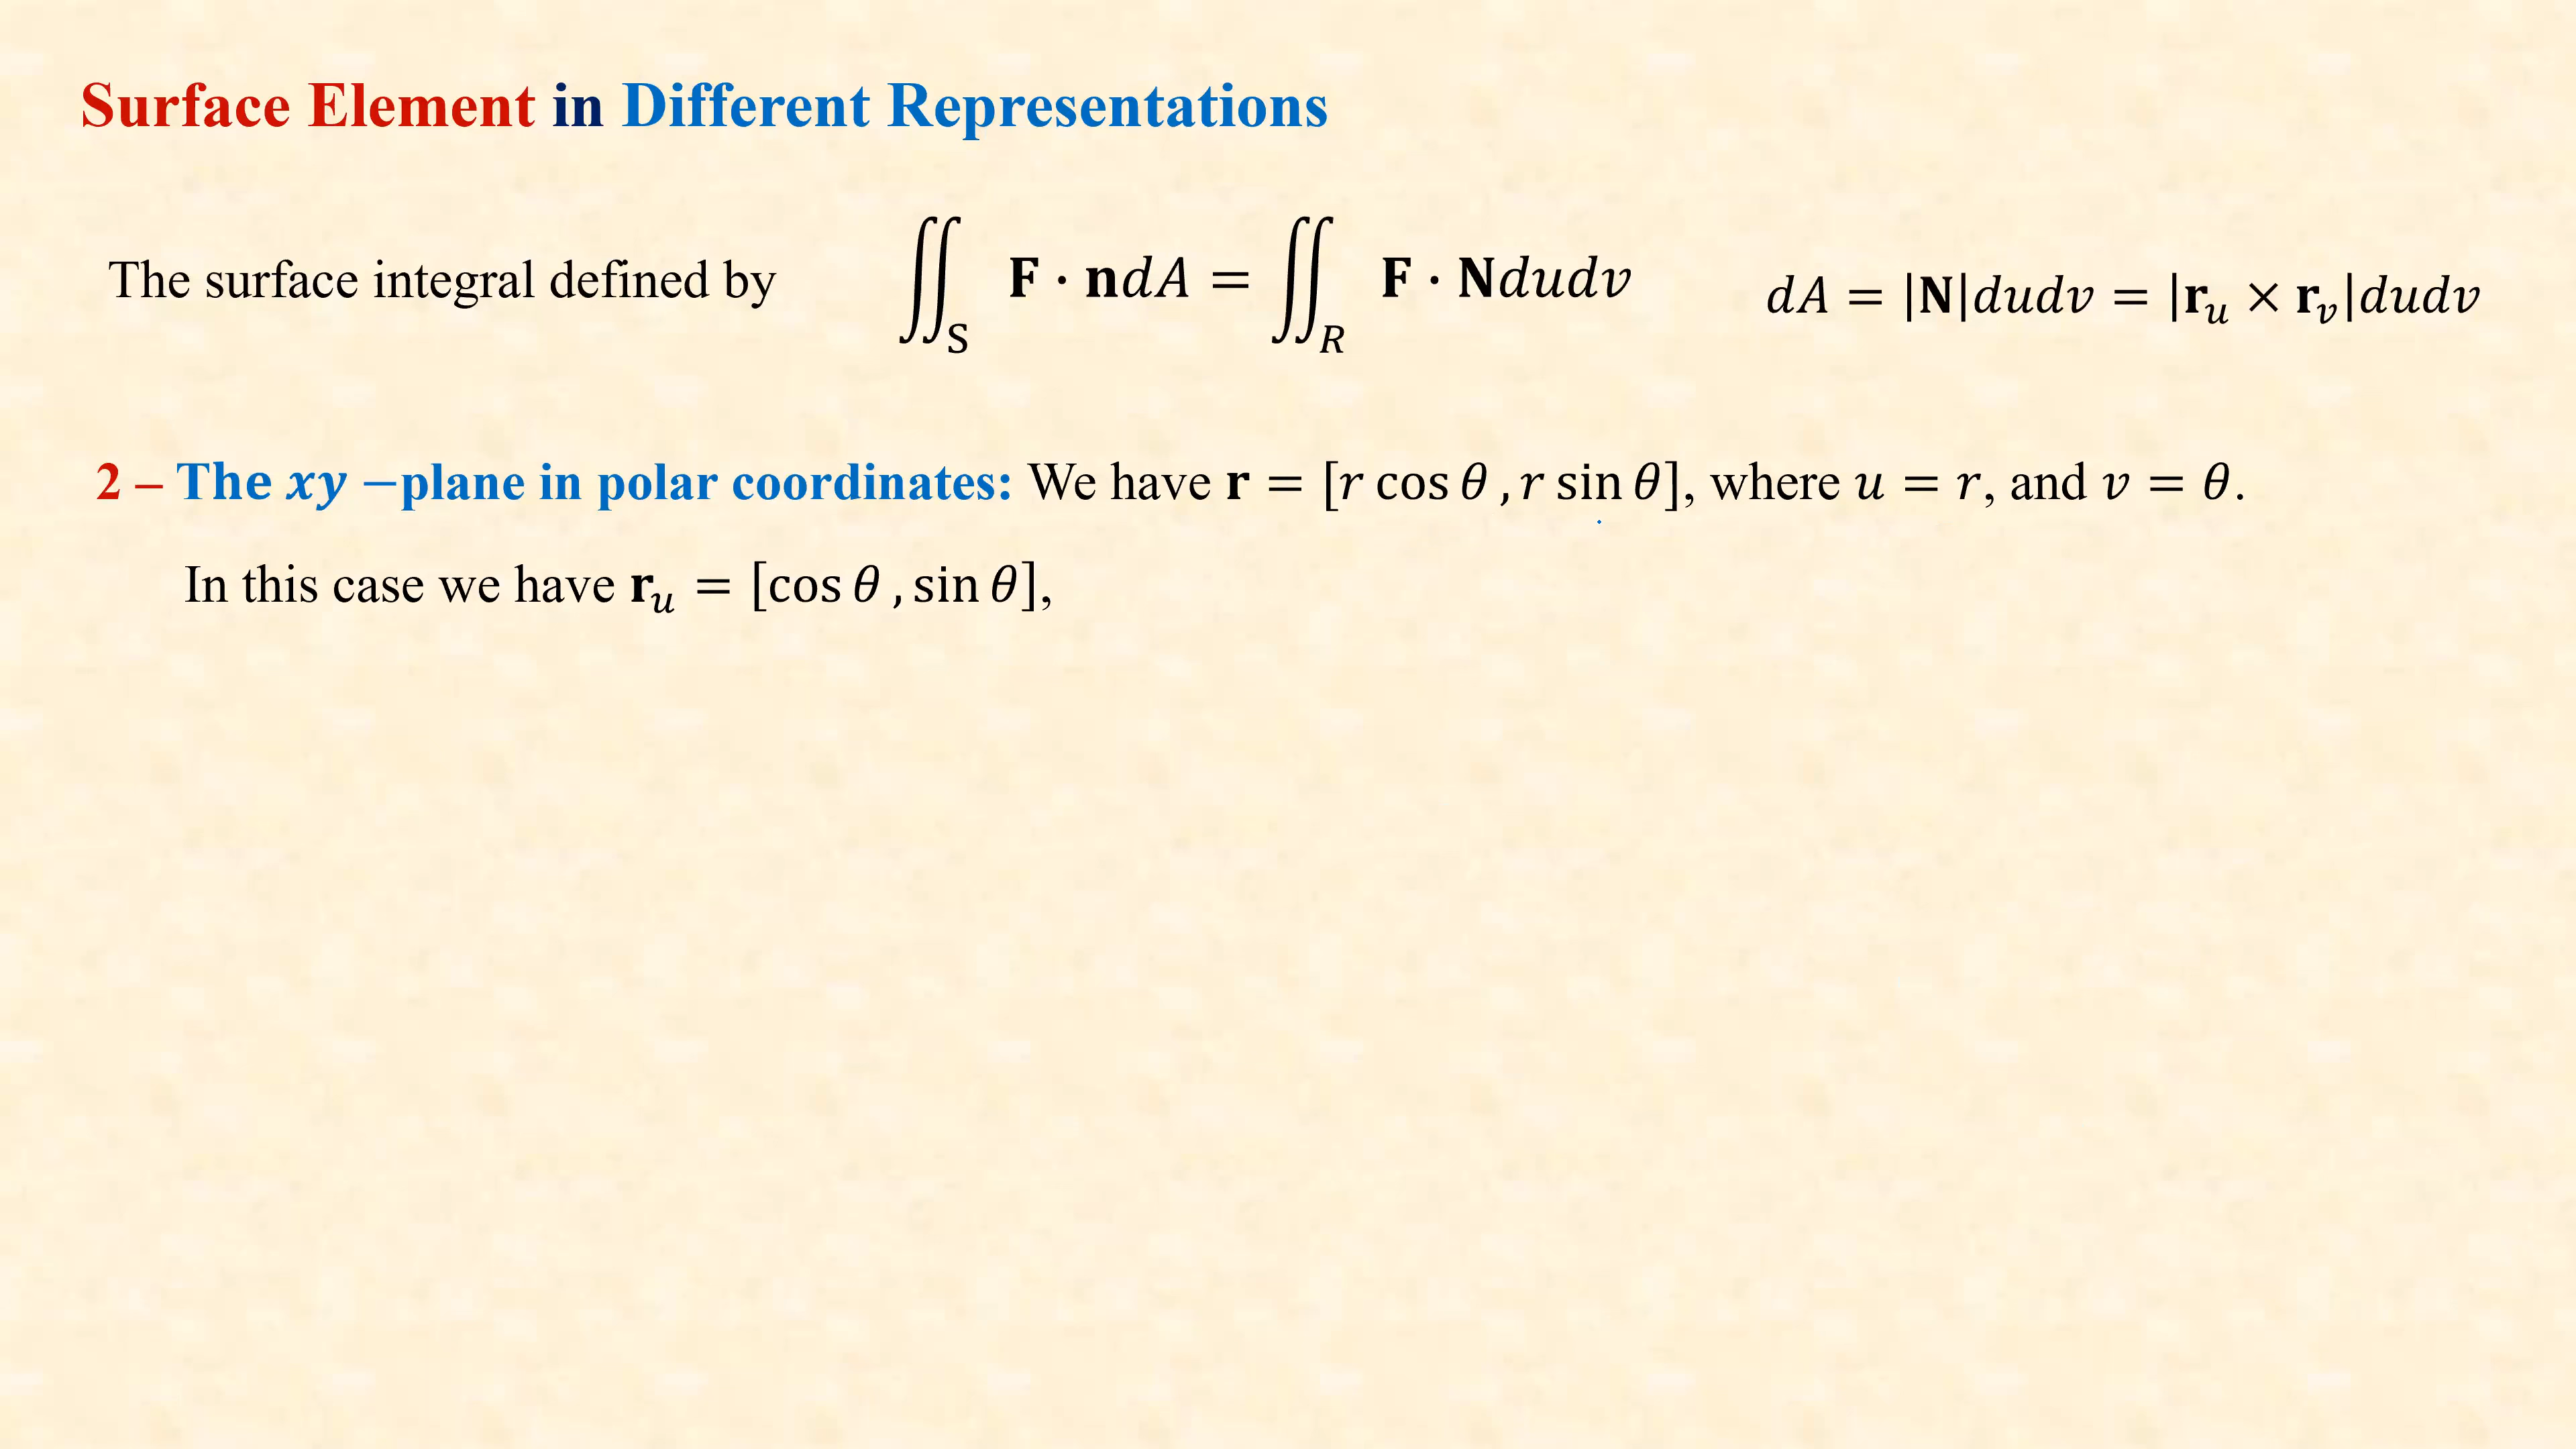 Surface Element in Different Representations
The surface integral defined by ∬_S F · ndA = ∬_R F · Ndudv dA = |N|dudv = |r_u × r_v|dudv
2 – The xy −plane in polar coordinates: We have r = [r cos θ , r sin θ], where u = r, and v = θ.
In this case we have r_u = [cos θ , sin θ],